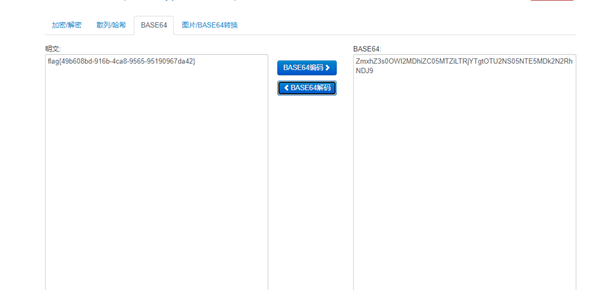 加密/解密 散列/哈希 BASE64 图片/BASE64转换
明文: BASE64:
flag{49b608bd-916b-4ca8-9565-95190967da42}
BASE64编码
BASE64解码
ZmxhZ3s0OWI2MDhiZC05MTZiLTRjYTgtOTU2NS05NTE5MDk2N2Rh
NDJ9